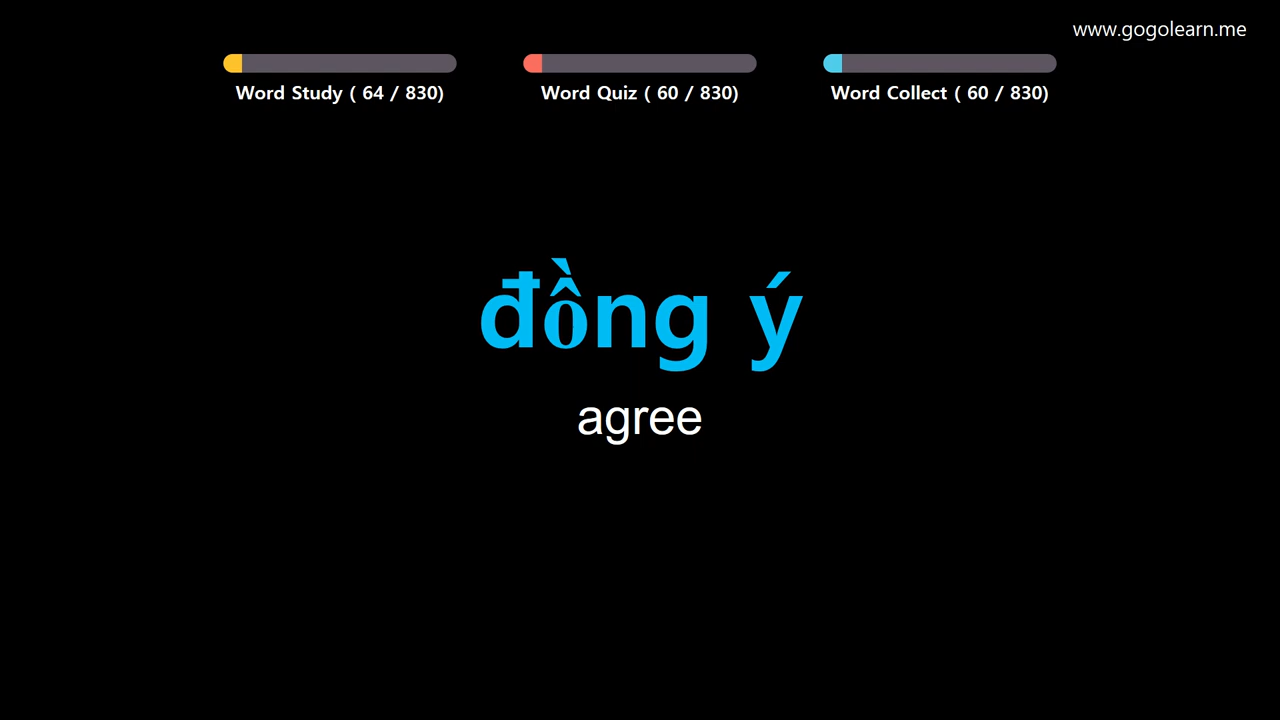 www.gogolearn.me
Word Study ( 64 / 830)
Word Quiz ( 60 / 830)
Word Collect ( 60 / 830)
đồng ý
agree